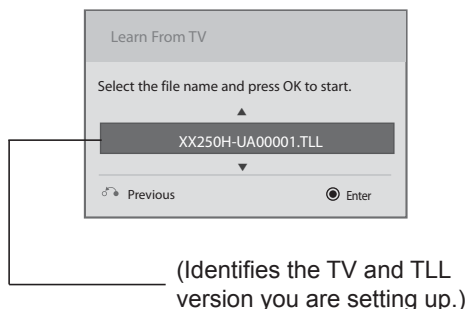 Learn From TV
Select the file name and press OK to start.
▲
XX250H-UA00001.TLL
▼
Previous
Enter
(Identifies the TV and TLL
version you are setting up.)